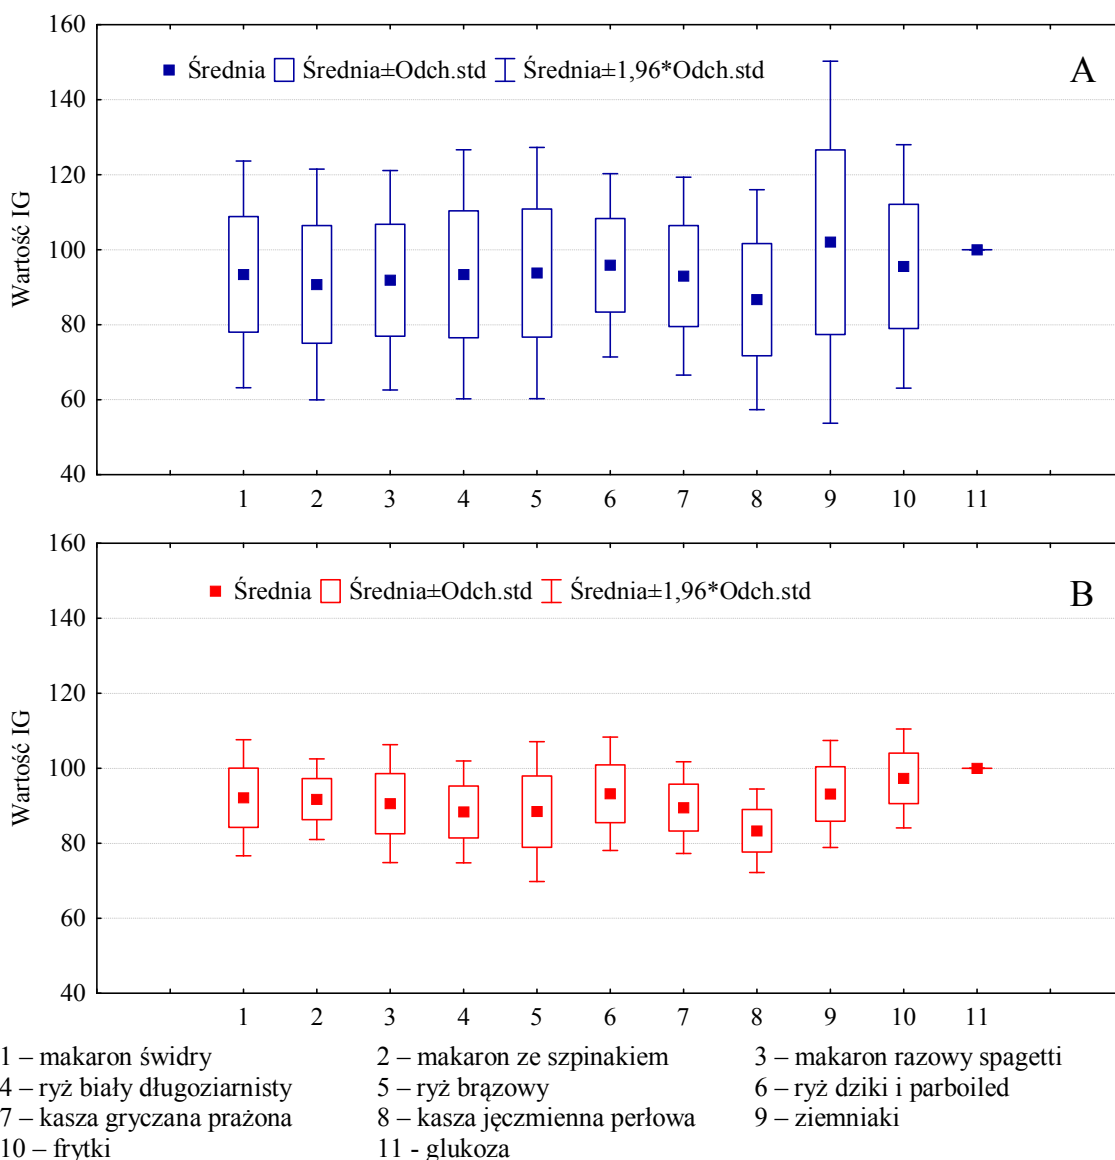 160
Średnia Średnia±Odch.std Średnia±1,96*Odch.std A
140
120
100
80
60
40
Wartość IG
1 2 3 4 5 6 7 8 9 10 11
160
Średnia Średnia±Odch.std Średnia±1,96*Odch.std B
140
120
100
80
60
40
Wartość IG
1 2 3 4 5 6 7 8 9 10 11
1 – makaron świdry 2 – makaron ze szpinakiem 3 – makaron razowy spagetti
4 – ryż biały długoziarnisty 5 – ryż brązowy 6 – ryż dziki i parboiled
7 – kasza gryczana prażona 8 – kasza jęczmienna perłowa 9 – ziemniaki
10 – frytki 11 - glukoza